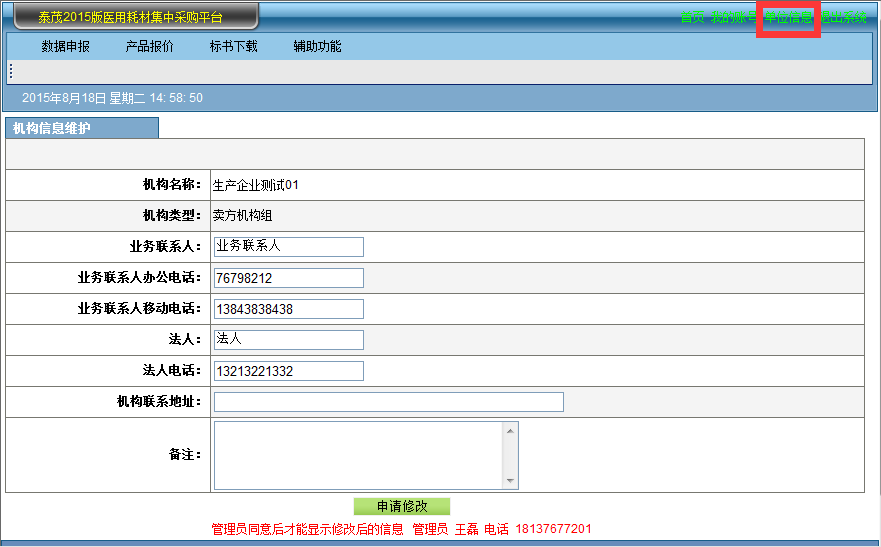 泰茂2015版医用耗材集中采购平台
首页 我的账号 单位信息 退出系统
数据申报 产品报价 标书下载 辅助功能
2015年8月18日 星期二 14: 58: 50
机构信息维护
机构名称： 生产企业测试01
机构类型： 卖方机构组
业务联系人： 业务联系人
业务联系人办公电话： 76798212
业务联系人移动电话： 13843838438
法人： 法人
法人电话： 13213221332
机构联系地址：
备注：
申请修改
管理员同意后才能显示修改后的信息 管理员 王磊 电话 18137677201